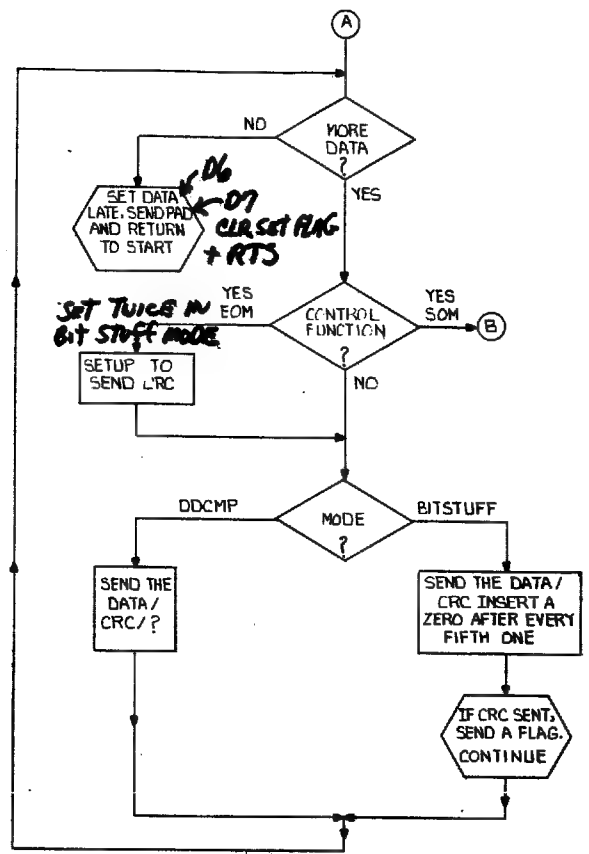 A
NO
MORE
DATA
?
D6
D7
CLR SET FLAG
+ RTS
SET DATA
LATE, SEND PAD
AND RETURN
TO START
YES
SET TWICE IN
BIT STUFF MODE
YES
EOM
CONTROL
FUNCTION
?
YES
SOM
B
SETUP TO
SEND CRC
NO
DDCMP
MODE
?
BITSTUFF
SEND THE
DATA/
CRC/?
SEND THE DATA/
CRC INSERT A
ZERO AFTER EVERY
FIFTH ONE
IF CRC SENT,
SEND A FLAG.
CONTINUE